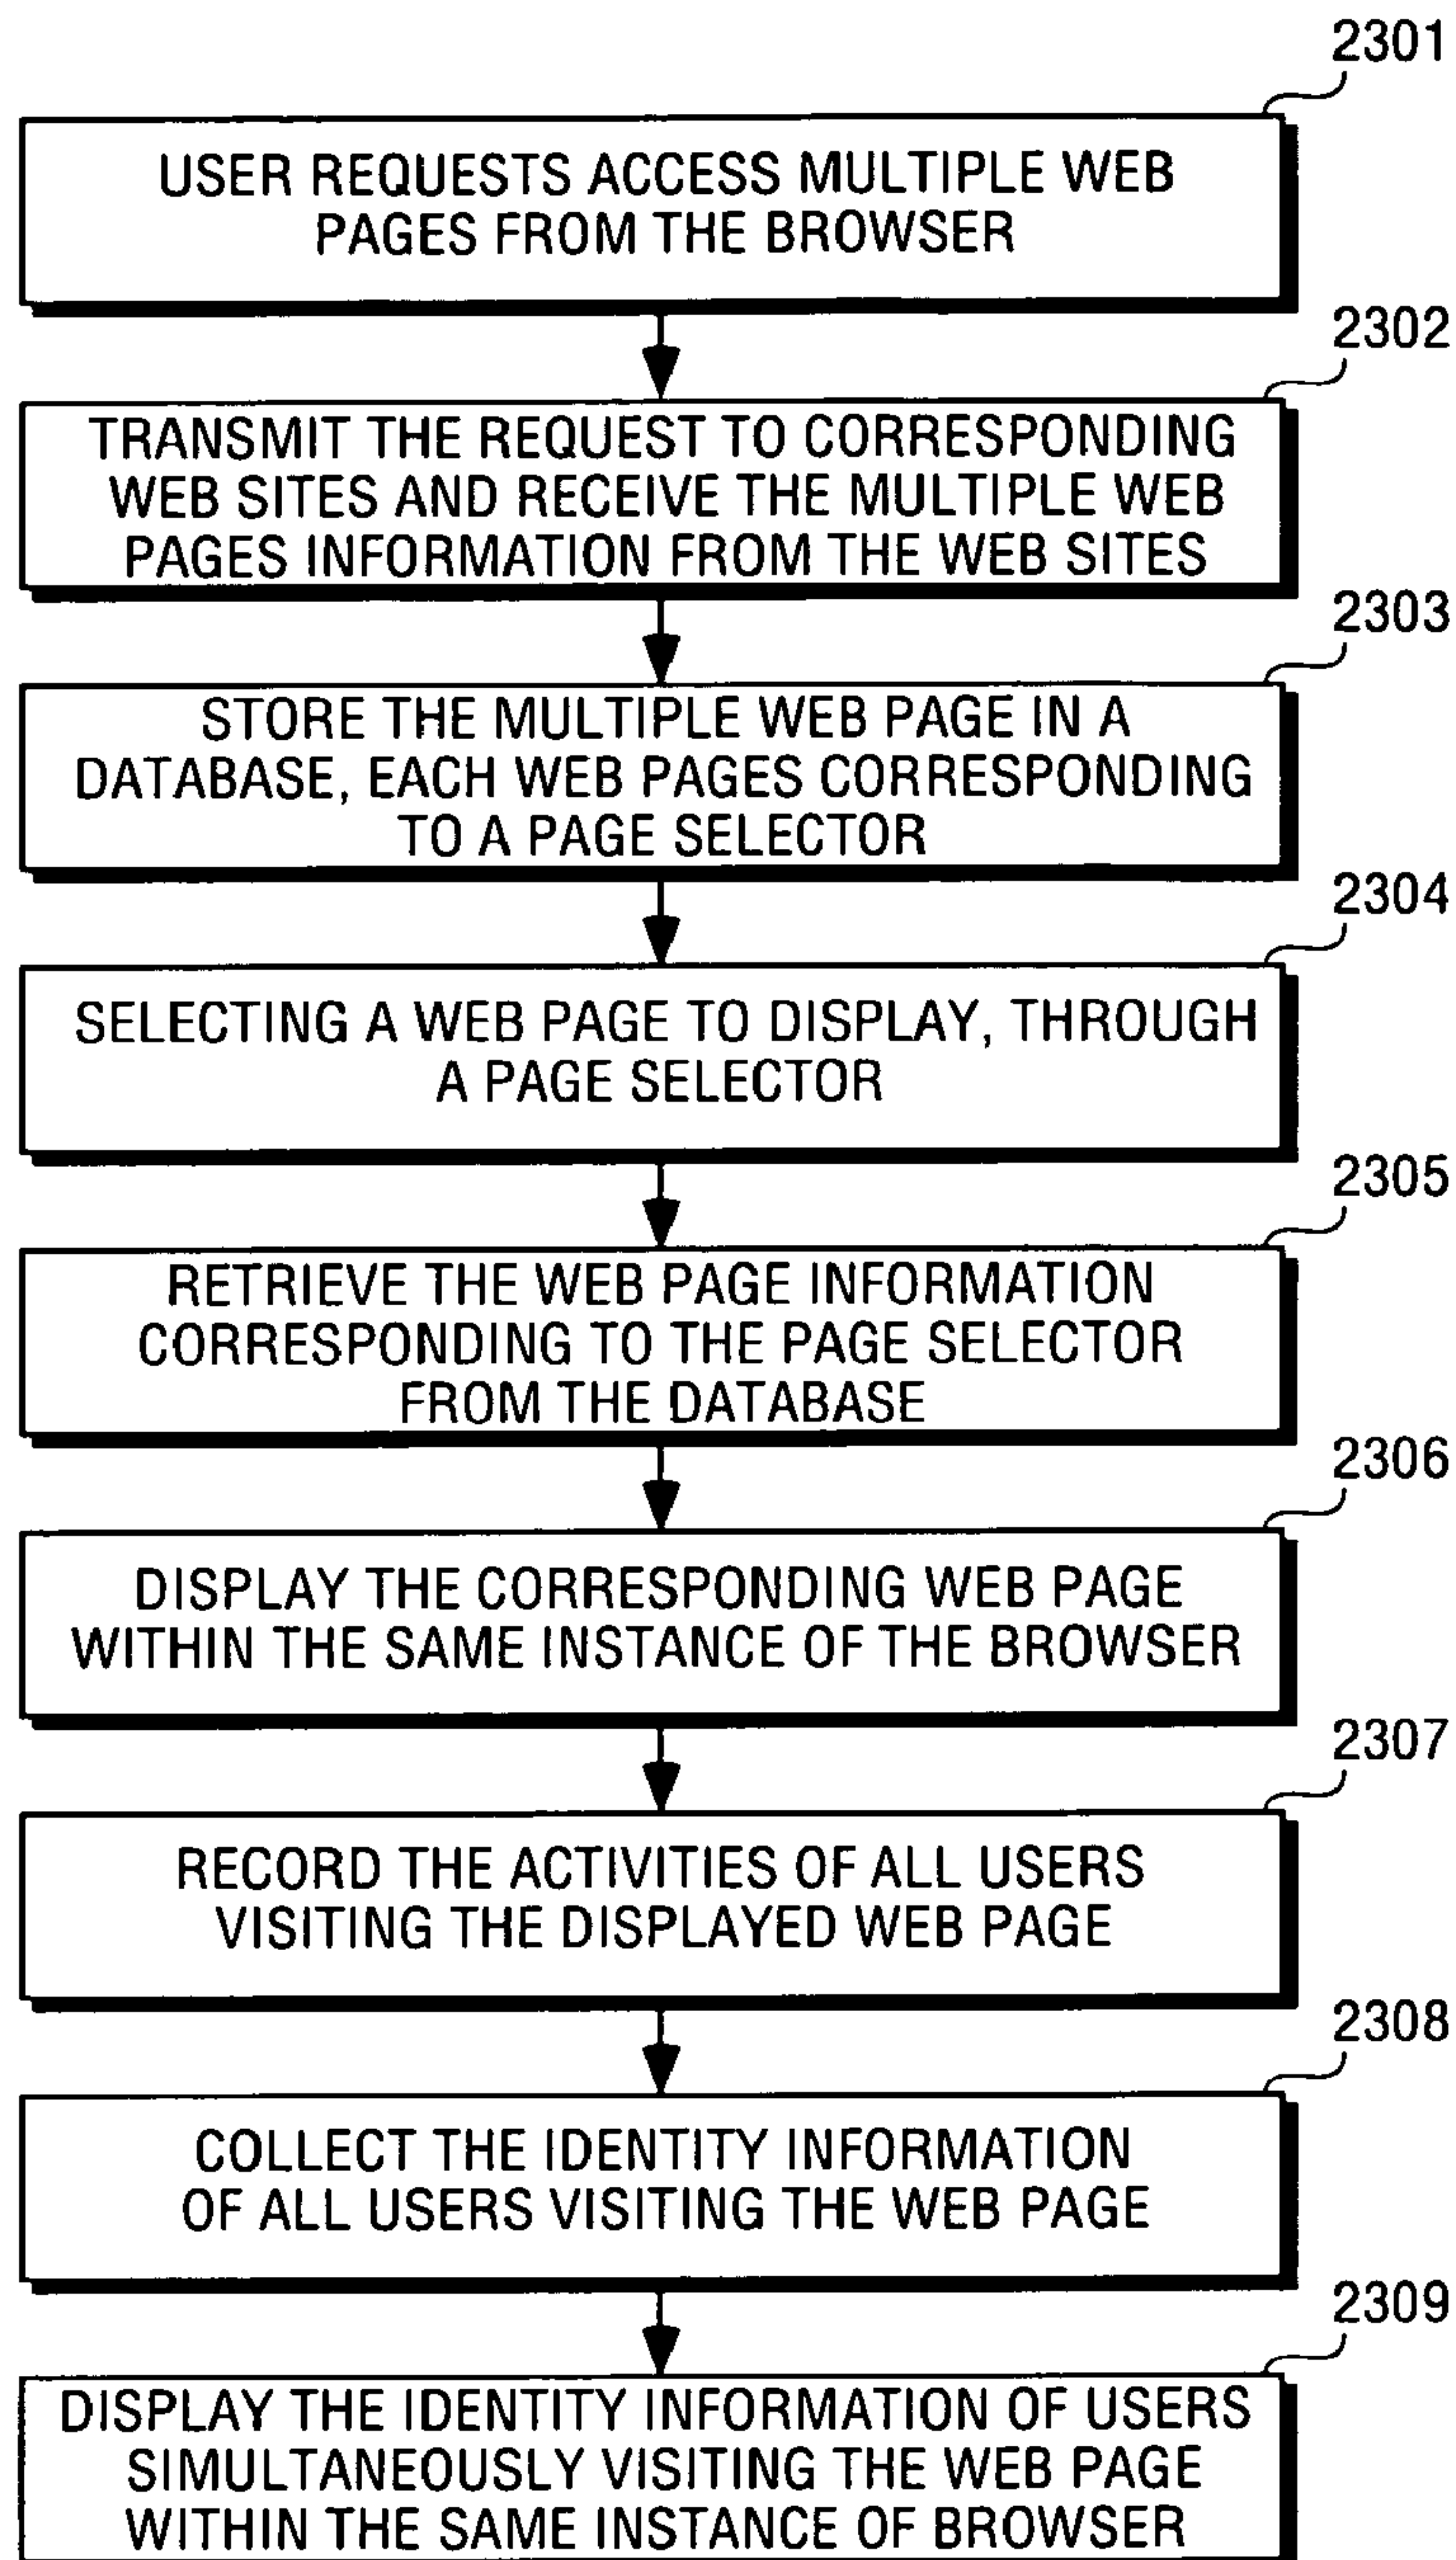 2301
USER REQUESTS ACCESS MULTIPLE WEB
PAGES FROM THE BROWSER
2302
TRANSMIT THE REQUEST TO CORRESPONDING
WEB SITES AND RECEIVE THE MULTIPLE WEB
PAGES INFORMATION FROM THE WEB SITES
2303
STORE THE MULTIPLE WEB PAGE IN A
DATABASE, EACH WEB PAGES CORRESPONDING
TO A PAGE SELECTOR
2304
SELECTING A WEB PAGE TO DISPLAY, THROUGH
A PAGE SELECTOR
2305
RETRIEVE THE WEB PAGE INFORMATION
CORRESPONDING TO THE PAGE SELECTOR
FROM THE DATABASE
2306
DISPLAY THE CORRESPONDING WEB PAGE
WITHIN THE SAME INSTANCE OF THE BROWSER
2307
RECORD THE ACTIVITIES OF ALL USERS
VISITING THE DISPLAYED WEB PAGE
2308
COLLECT THE IDENTITY INFORMATION
OF ALL USERS VISITING THE WEB PAGE
2309
DISPLAY THE IDENTITY INFORMATION OF USERS
SIMULTANEOUSLY VISITING THE WEB PAGE
WITHIN THE SAME INSTANCE OF BROWSER